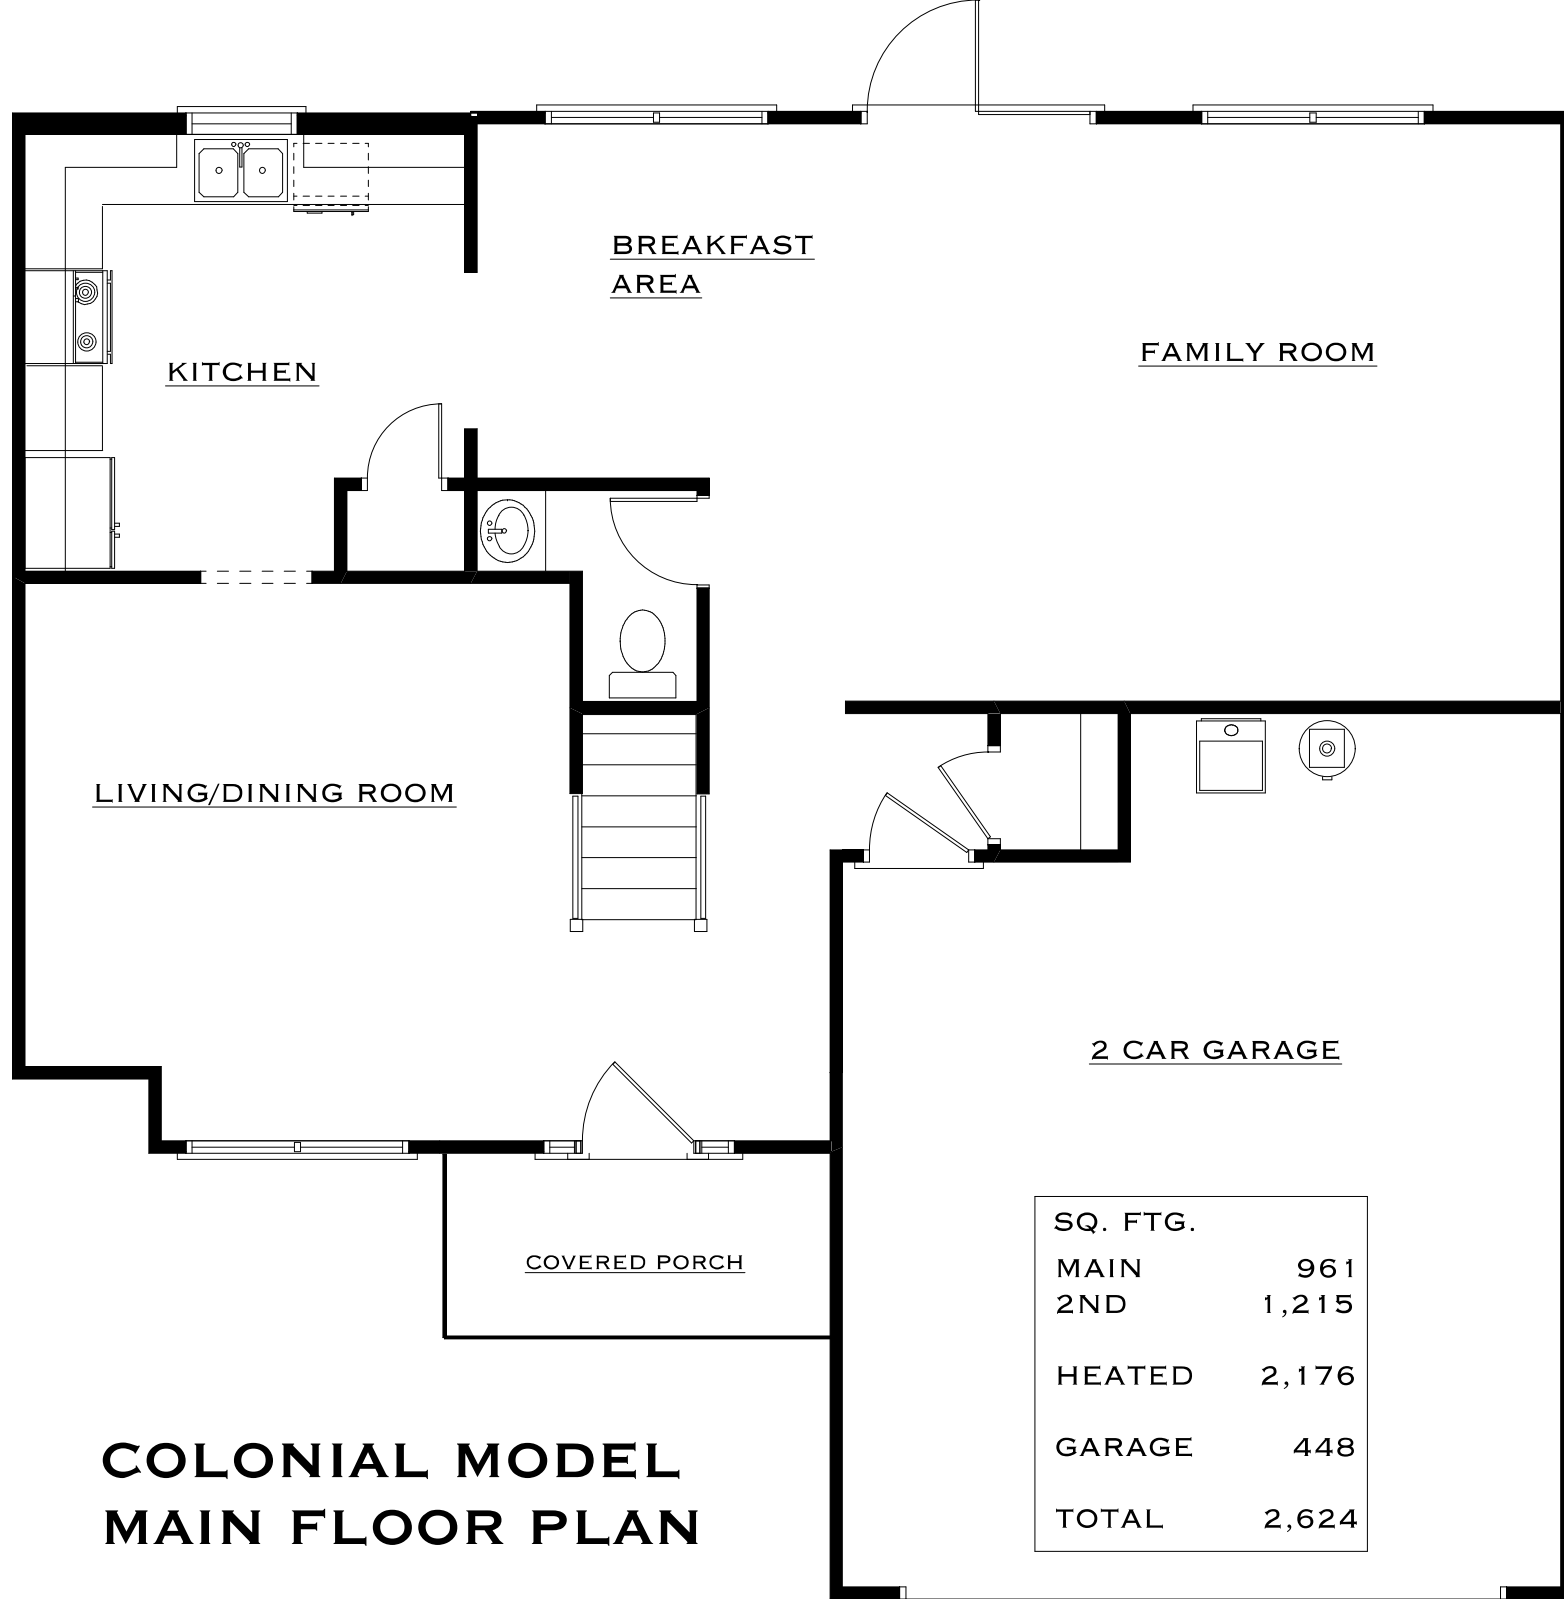 BREAKFAST
AREA
FAMILY ROOM
KITCHEN
LIVING/DINING ROOM
2 CAR GARAGE
COVERED PORCH
SQ. FTG.
MAIN 961
2ND 1,215
HEATED 2,176
GARAGE 448
TOTAL 2,624
COLONIAL MODEL
MAIN FLOOR PLAN